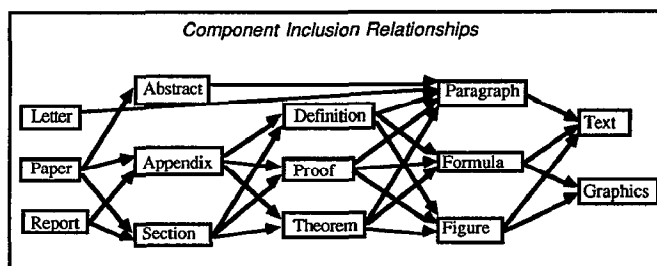 Component Inclusion Relationships
Abstract
Paragraph
Letter
Definition
Text
Paper
Appendix
Proof
Formula
Graphics
Report
Section
Theorem
Figure